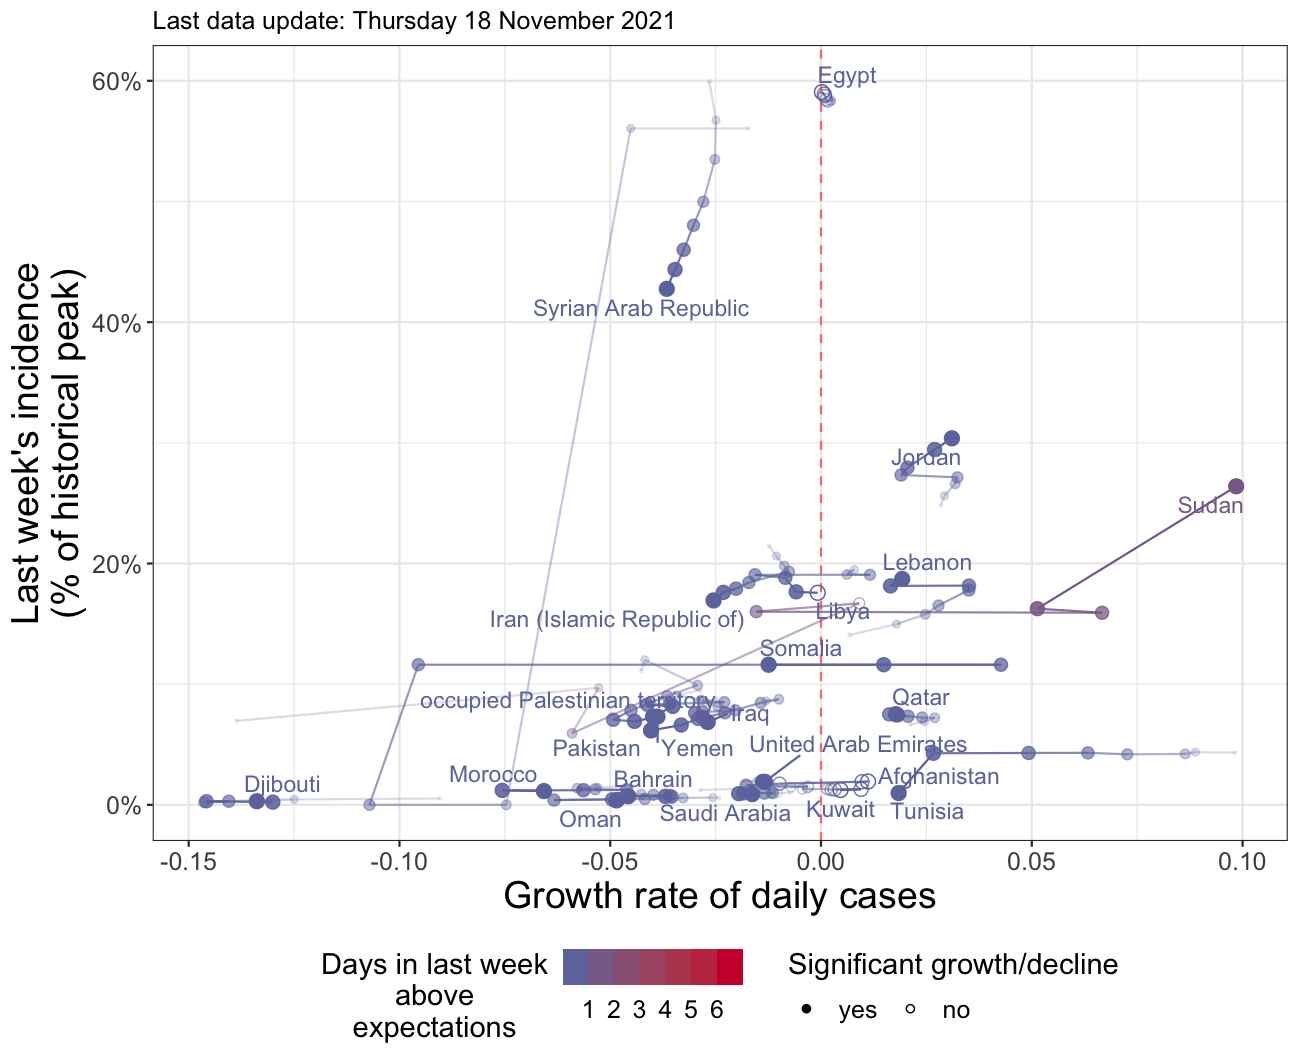 Last data update: Thursday 18 November 2021
Last week's incidence
(% of historical peak)
60%
40%
20%
0%
Egypt
Syrian Arab Republic
Jordan
Sudan
Lebanon
Iran (Islamic Republic of)
Libya
Somalia
occupied Palestinian territory
Qatar
Iraq
Pakistan
Yemen
United Arab Emirates
Morocco
Bahrain
Afghanistan
Djibouti
Oman
Saudi Arabia
Kuwait
Tunisia
-0.15
-0.10
-0.05
0.00
0.05
0.10
Growth rate of daily cases
Days in last week
above
expectations
1 2 3 4 5 6
Significant growth/decline
yes
no